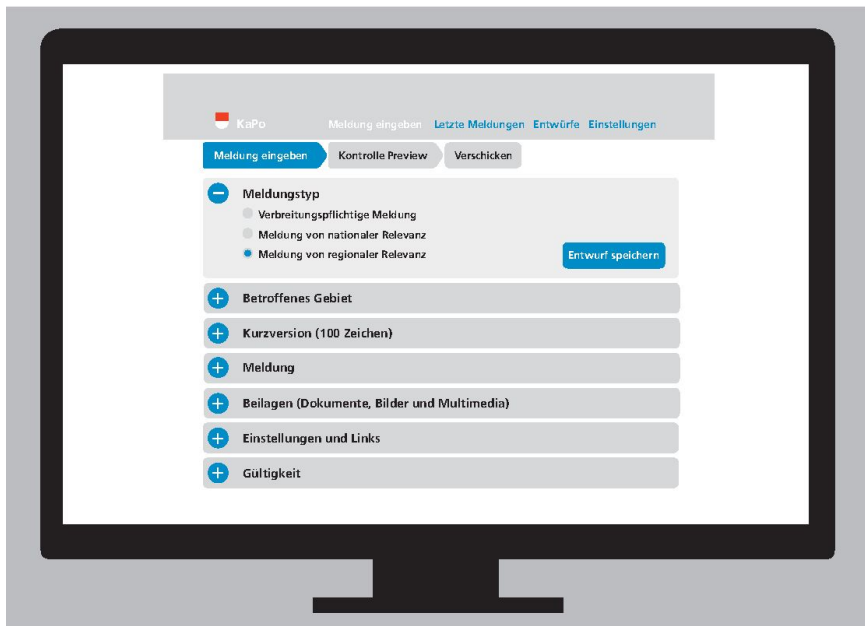 KaPo Meldung eingeben Letzte Meldungen Entwürfe Einstellungen
Meldung eingeben Kontrolle Preview Verschicken
Meldungstyp
Verbreitungspflichtige Meldung
Meldung von nationaler Relevanz
Meldung von regionaler Relevanz
Entwurf speichern
Betroffenes Gebiet
Kurzversion (100 Zeichen)
Meldung
Beilagen (Dokumente, Bilder und Multimedia)
Einstellungen und Links
Gültigkeit